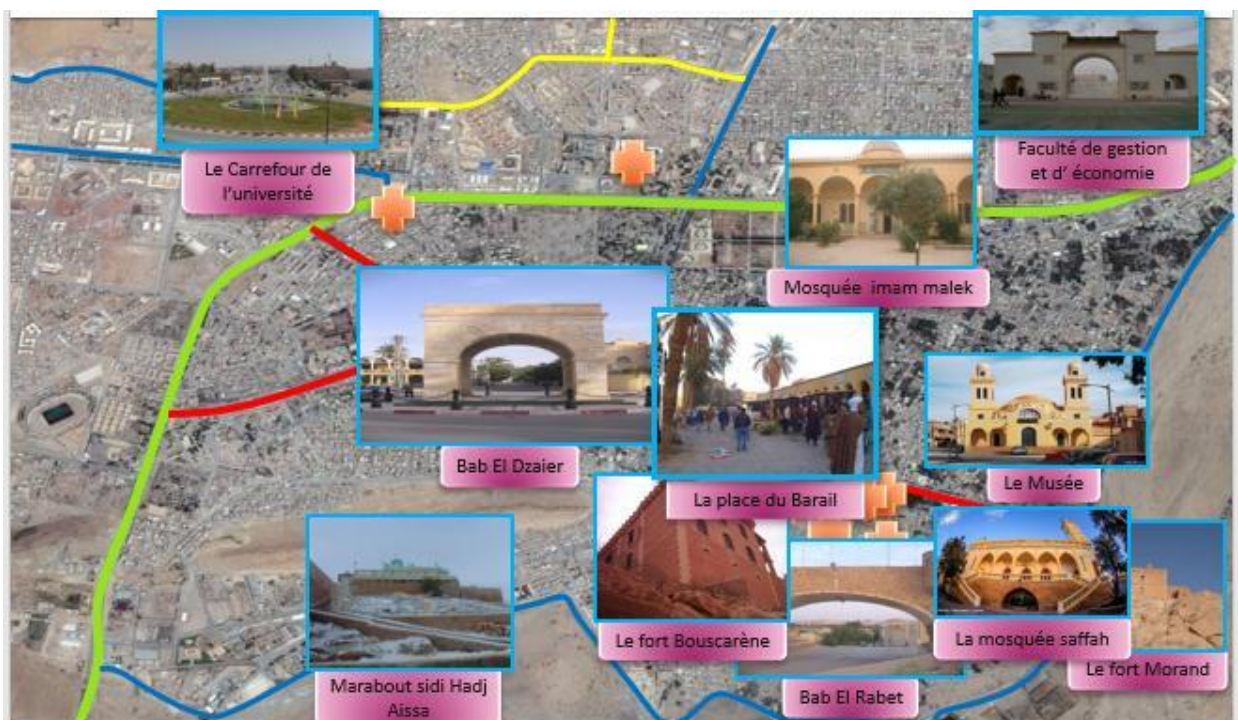 Le Carrefour de
l'université
Faculté de gestion
et d' économie
Mosquée imam malek
Bab El Dzaier
La place du Barail
Le Musée
Le fort Bouscarène
La mosquée saffah
Le fort Morand
Marabout sidi Hadj
Aissa
Bab El Rabet